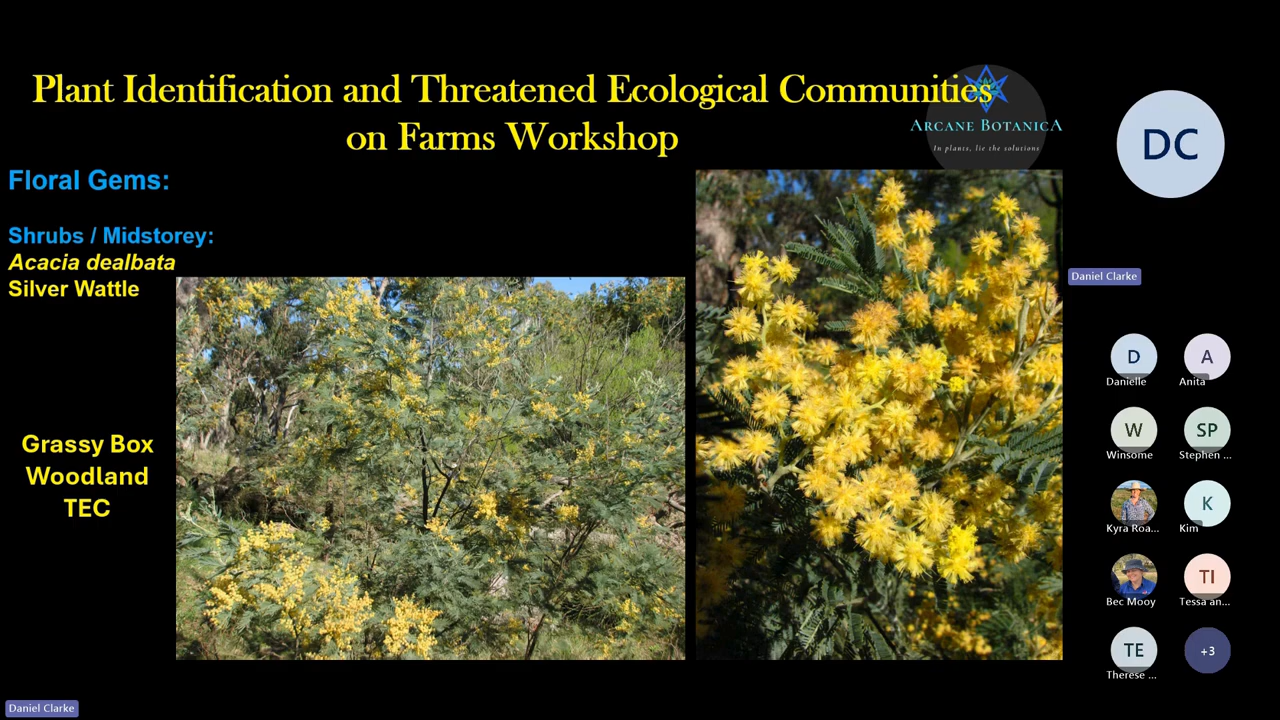 Plant Identification and Threatened Ecological Communities
on Farms Workshop
ARCANE BOTANICA
In plants, lie the solutions
Floral Gems:
Shrubs / Midstorey:
Acacia dealbata
Silver Wattle
Grassy Box
Woodland
TEC
DC
Daniel Clarke
D
A
Danielle
Anita
W
SP
Winsome
Stephen ...
K
Kyra Roa...
Kim
TI
Bec Mooy
Tessa an...
TE
+3
Therese ...
Daniel Clarke